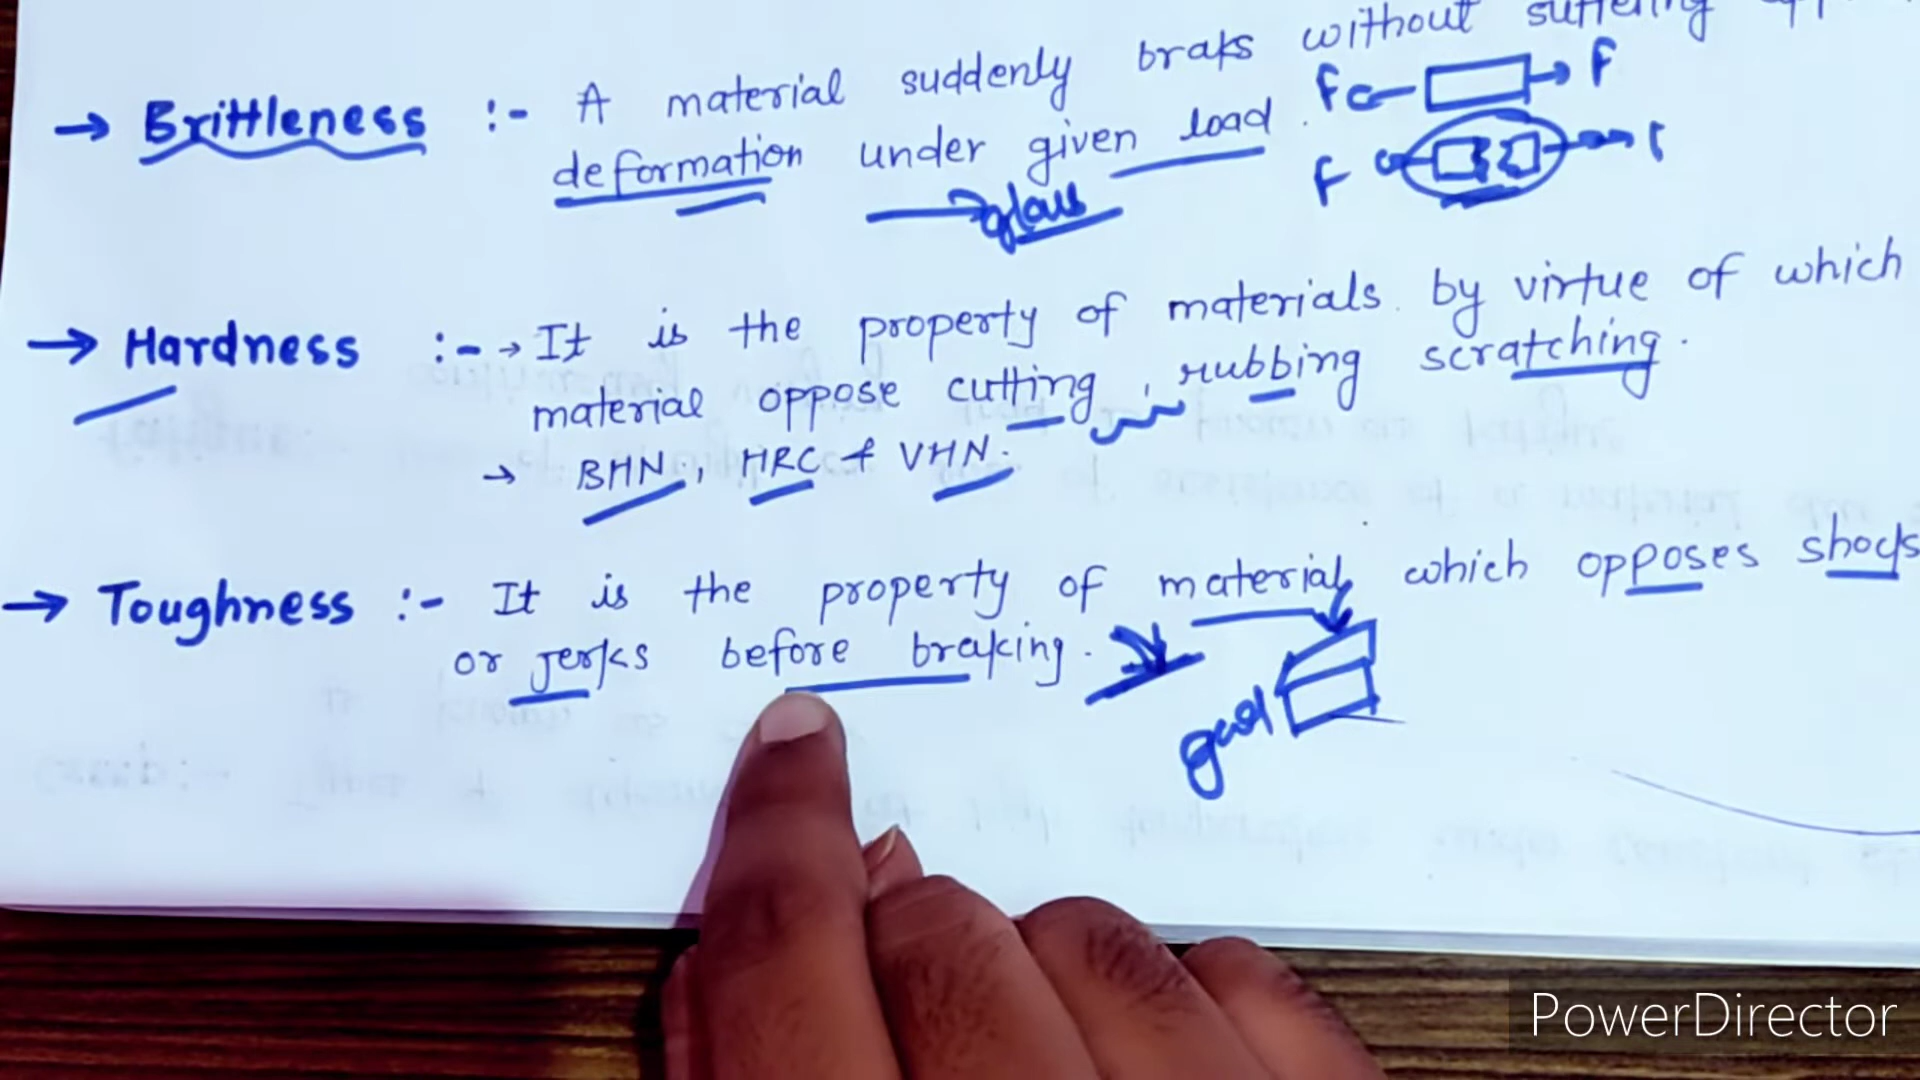 → Brittleness :- A material suddenly braks without suffering
F F
deformation under given load.
F
→ glass
→ Hardness :- → It is the property of materials by virtue of which
material oppose cutting, rubbing scratching.
→ BHN, HRC & VHN.
→ Toughness :- It is the property of material which opposes shocks
or jerks before braking.
PowerDirector